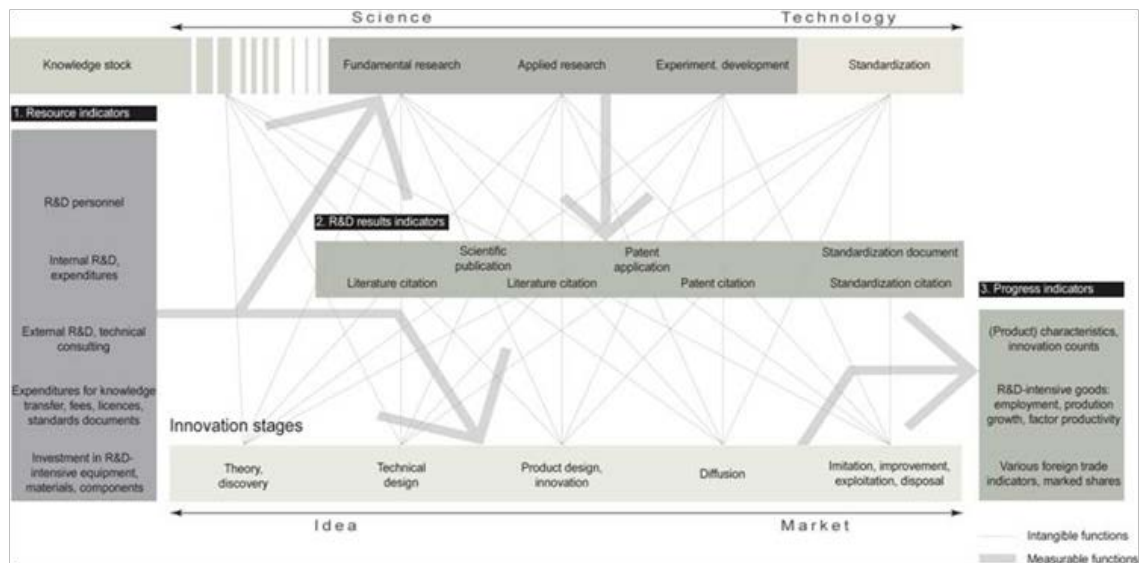 Science
Technology
Knowledge stock
Fundamental research
Applied research
Experiment, development
Standardization
1. Resource indicators
R&D personnel
Internal R&D,
expenditures
External R&D, technical
consulting
Expenditures for knowledge
transfer, fees, licences,
standards documents
Investment in R&D-
intensive equipment,
materials, components
2. R&D results indicators
Scientific
publication
Patent
application
Standardization document
Literature citation
Literature citation
Patent citation
Standardization citation
3. Progress indicators
(Product) characteristics,
innovation counts
R&D-intensive goods:
employment, prodution
growth, factor productivity
Various foreign trade
indicators, marked shares
Innovation stages
Theory,
discovery
Technical
design
Product design,
innovation
Diffusion
Imitation, improvement,
exploitation, disposal
Idea
Market
Intangible functions
Measurable functions